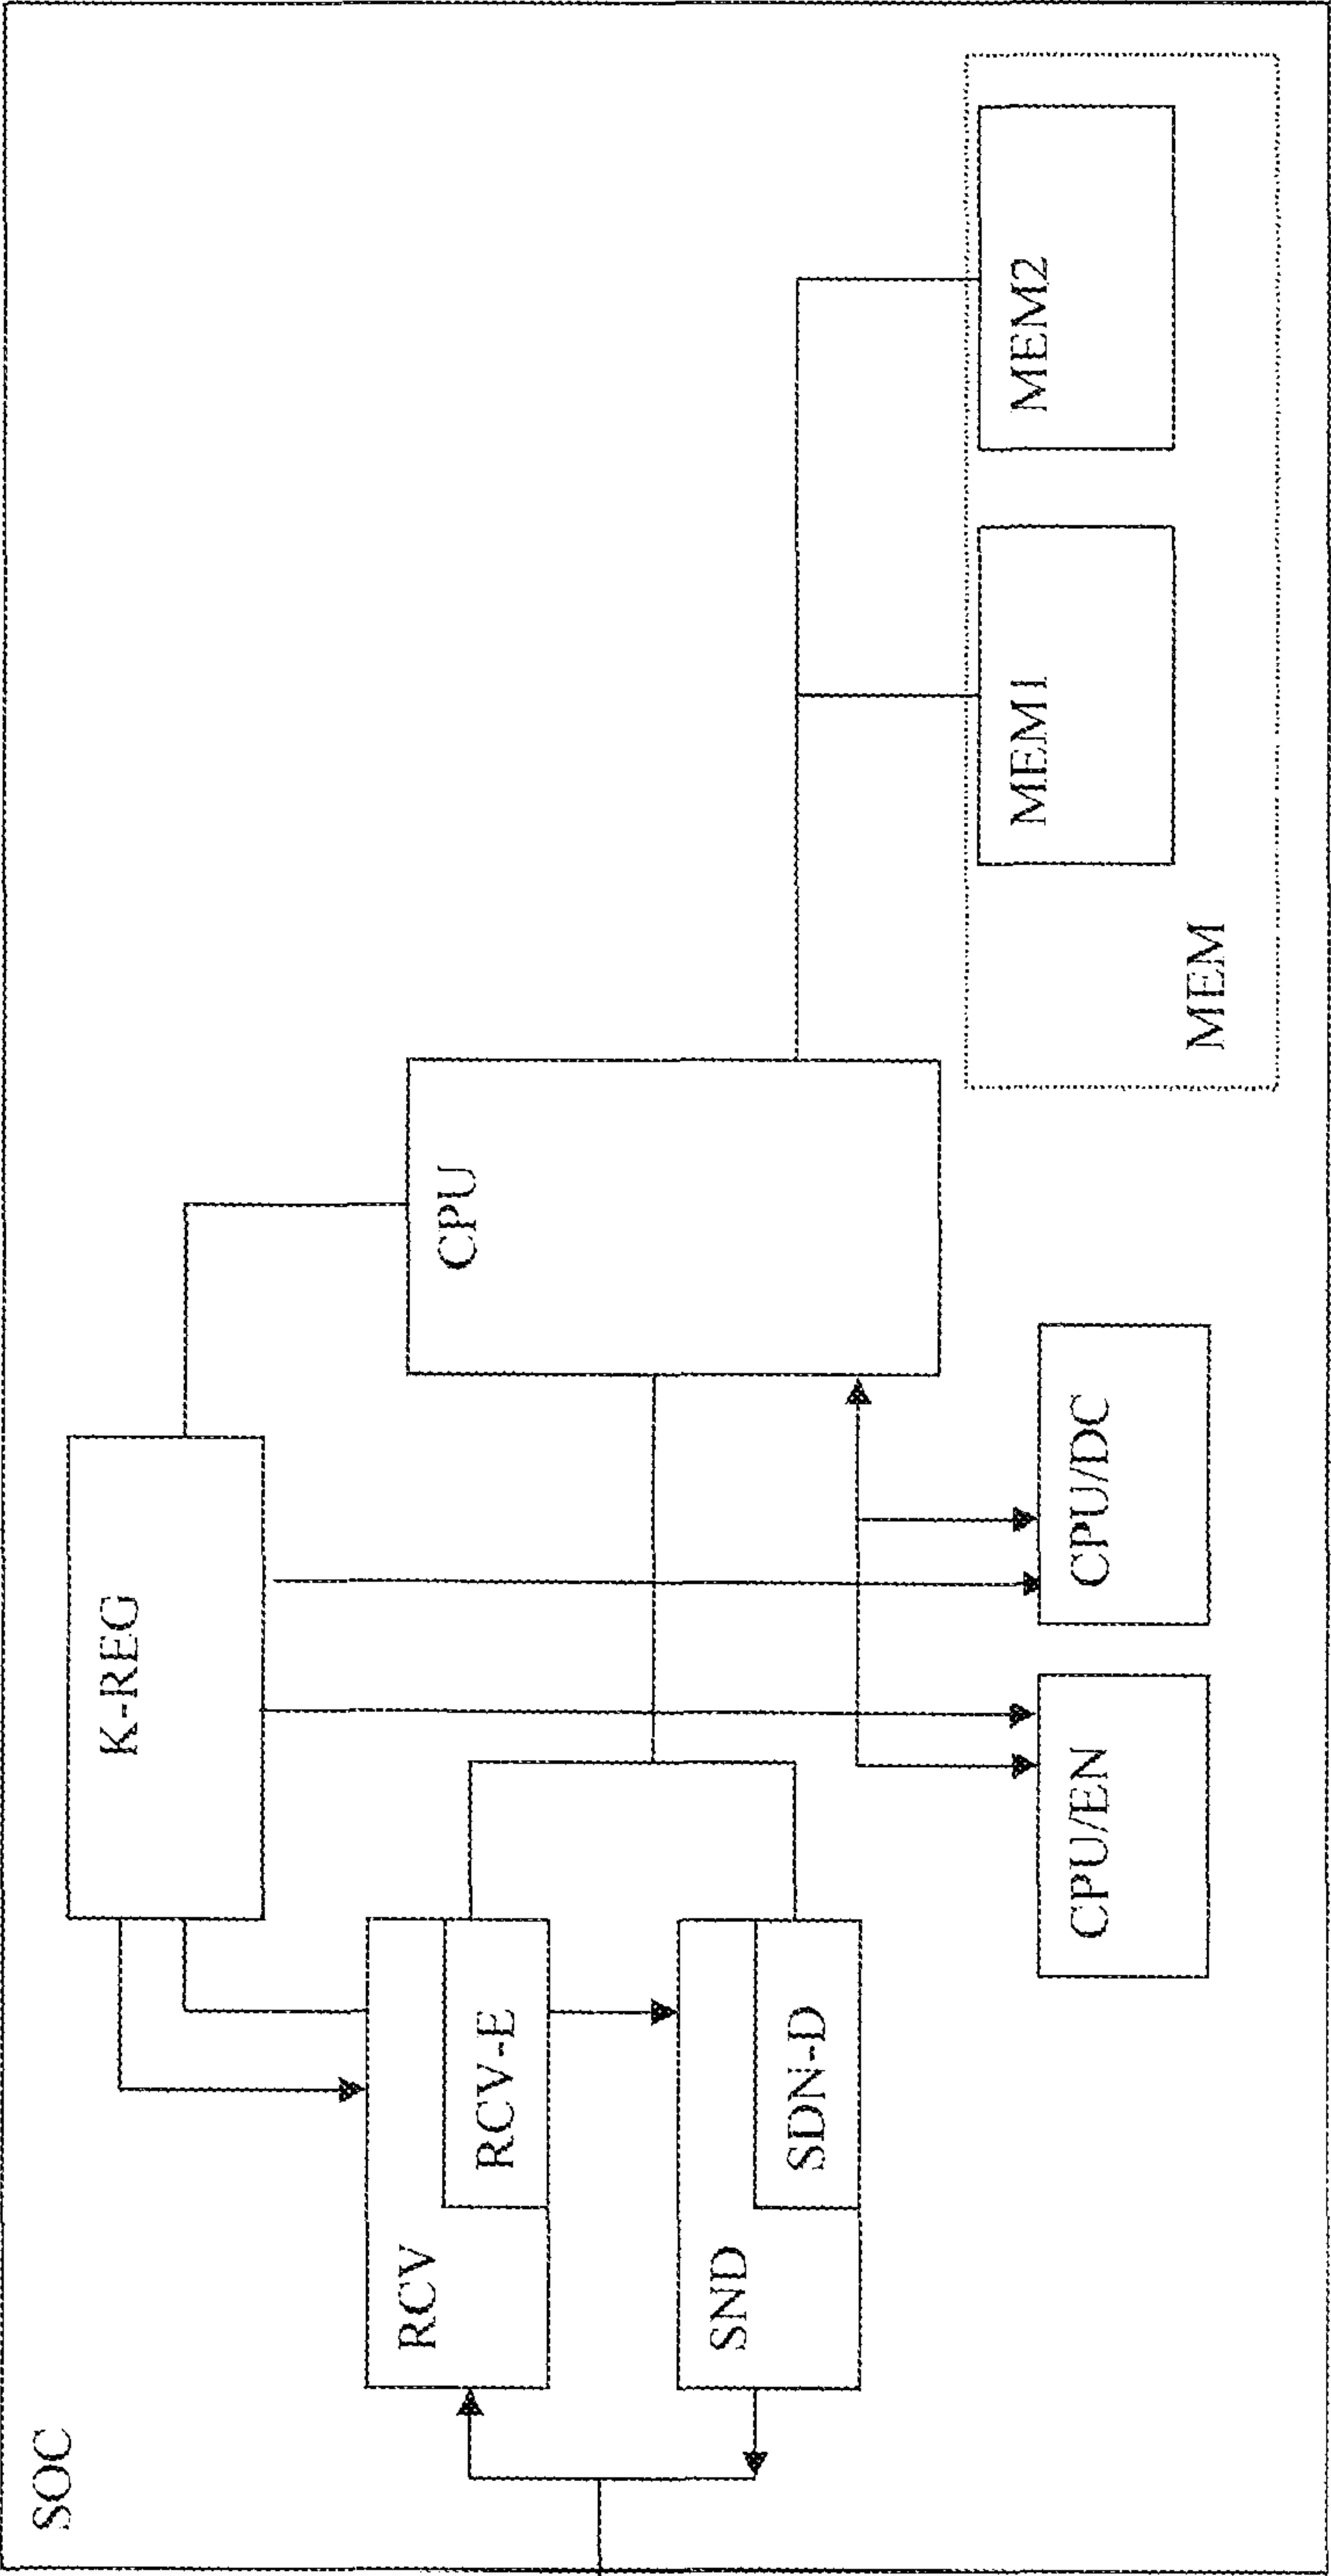 SOC
K-REG
RCV
RCV-E
CPU
SND
SDN-D
CPU/EN
CPU/DC
MEM1
MEM2
MEM